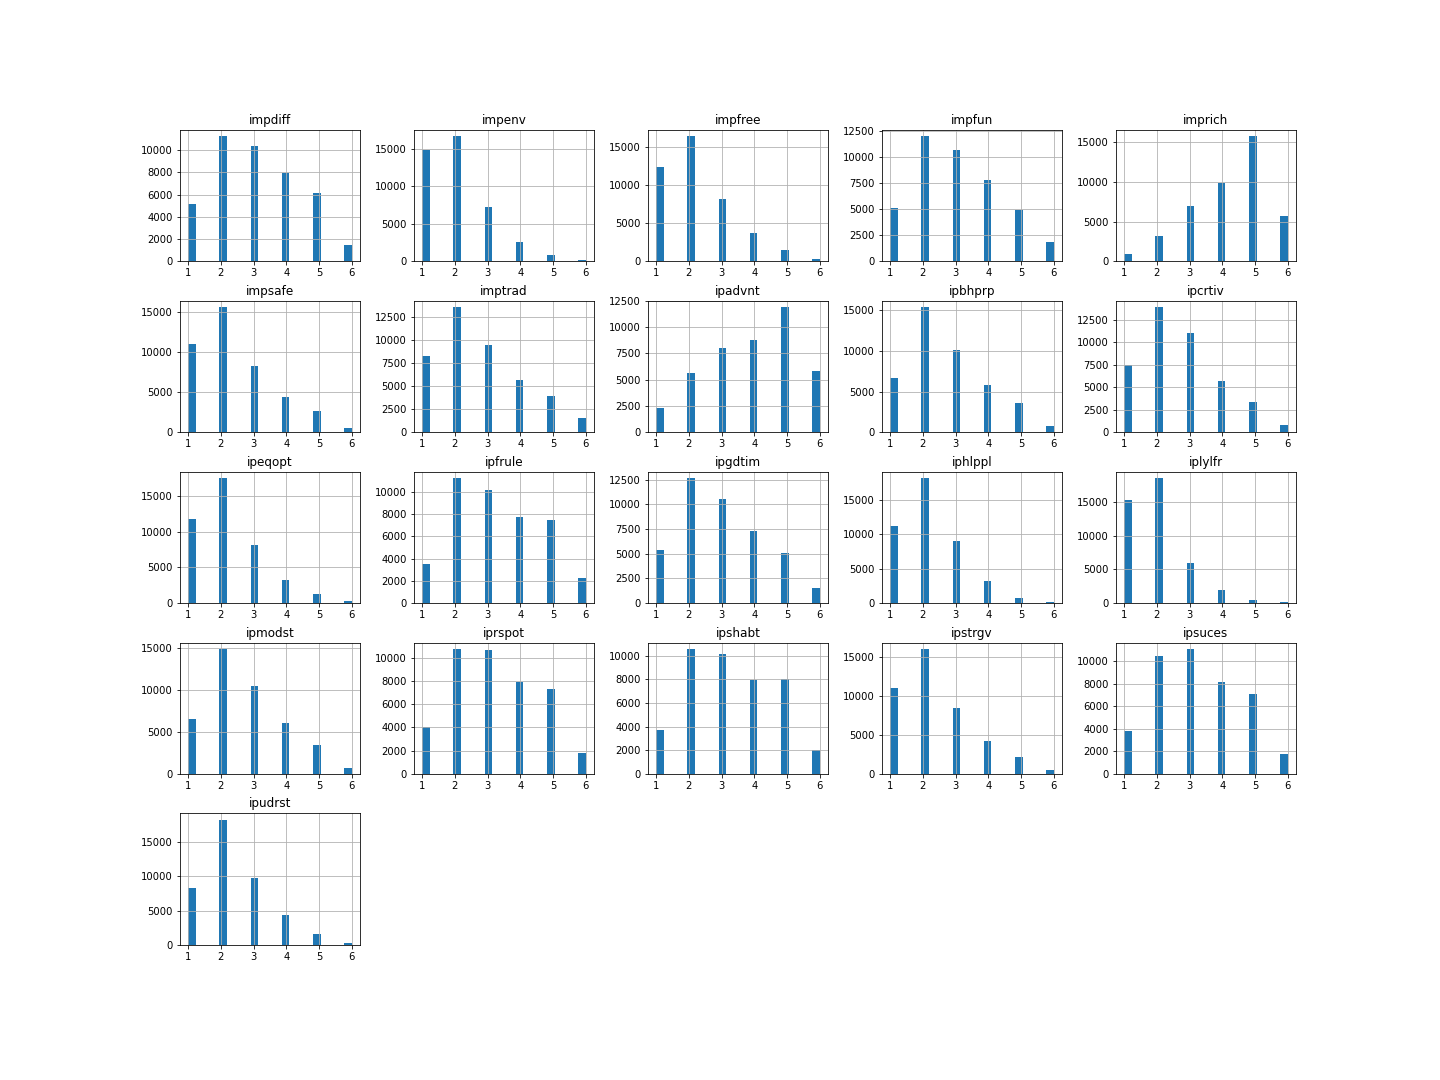 impdiff impenv impfree impfun imprich
10000 8000 6000 4000 2000 0
1 2 3 4 5 6
15000 10000 5000 0
1 2 3 4 5 6
15000 10000 5000 0
1 2 3 4 5 6
12500 10000 7500 5000 2500 0
1 2 3 4 5 6
15000 10000 5000 0
1 2 3 4 5 6
impsafe imptrad ipadvnt ipbhprp ipcrtiv
15000 10000 5000 0
1 2 3 4 5 6
12500 10000 7500 5000 2500 0
1 2 3 4 5 6
12500 10000 7500 5000 2500 0
1 2 3 4 5 6
15000 10000 5000 0
1 2 3 4 5 6
12500 10000 7500 5000 2500 0
1 2 3 4 5 6
ipeqopt ipfrule ipgdtim iphlppl iplylfr
15000 10000 5000 0
1 2 3 4 5 6
10000 8000 6000 4000 2000 0
1 2 3 4 5 6
12500 10000 7500 5000 2500 0
1 2 3 4 5 6
15000 10000 5000 0
1 2 3 4 5 6
15000 10000 5000 0
1 2 3 4 5 6
ipmodst iprspot ipshabt ipstrgv ipsuces
15000 10000 5000 0
1 2 3 4 5 6
10000 8000 6000 4000 2000 0
1 2 3 4 5 6
10000 8000 6000 4000 2000 0
1 2 3 4 5 6
15000 10000 5000 0
1 2 3 4 5 6
10000 8000 6000 4000 2000 0
1 2 3 4 5 6
ipudrst
15000 10000 5000 0
1 2 3 4 5 6